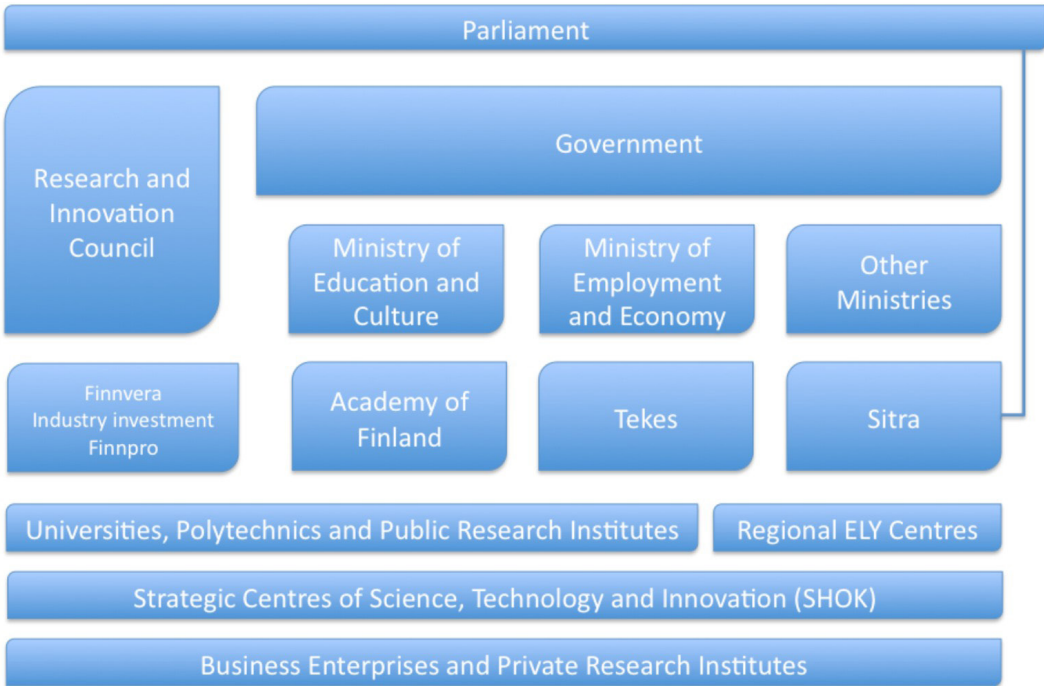 Parliament
Research and
Innovation
Council
Government
Ministry of
Education and
Culture
Ministry of
Employment
and Economy
Other
Ministries
Finnvera
Industry investment
Finnpro
Academy of
Finland
Tekes
Sitra
Universities, Polytechnics and Public Research Institutes
Regional ELY Centres
Strategic Centres of Science, Technology and Innovation (SHOK)
Business Enterprises and Private Research Institutes